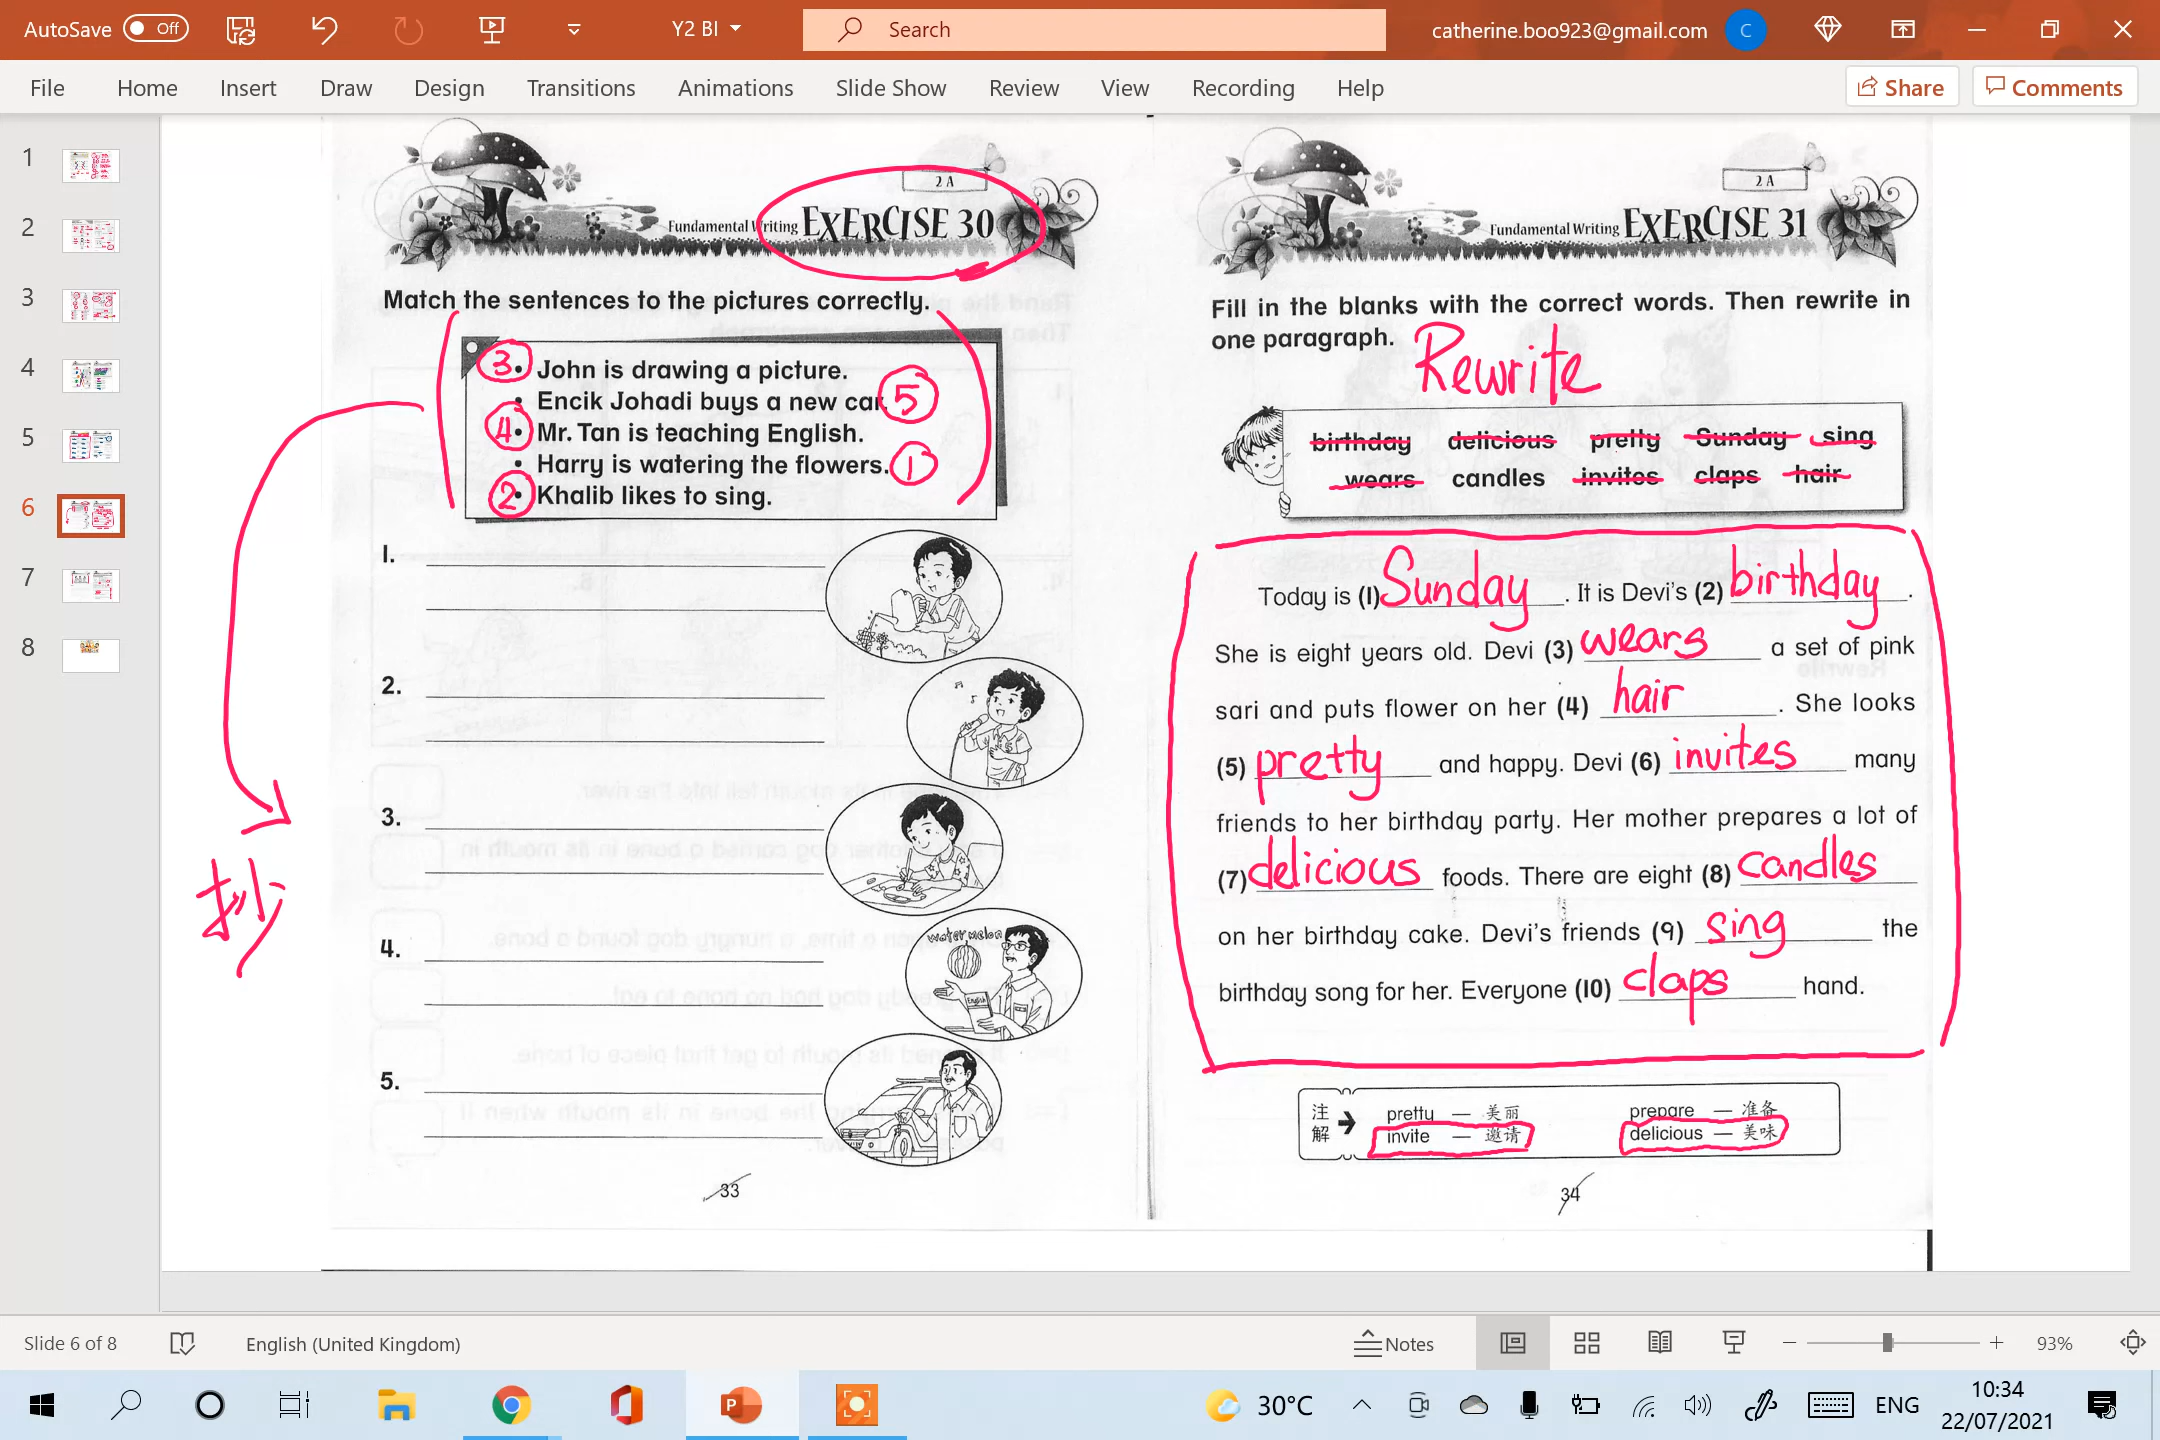 AutoSave Off Y2 BI Search catherine.boo923@gmail.com C
File Home Insert Draw Design Transitions Animations Slide Show Review View Recording Help Share Comments
1
2
3
4
5
6
7
8
2 A
Fundamental Writing EXERCISE 30
Match the sentences to the pictures correctly.
3 • John is drawing a picture.
• Encik Johadi buys a new car. 5
4 • Mr. Tan is teaching English.
• Harry is watering the flowers. 1
2 • Khalib likes to sing.
抄
1.
2.
3.
4.
watermelon
English
5.
33
2 A
Fundamental Writing EXERCISE 31
Fill in the blanks with the correct words. Then rewrite in
one paragraph.
Rewrite
birthday delicious pretty Sunday sing
wears candles invites claps hair
Today is (1) Sunday. It is Devi's (2) birthday.
She is eight years old. Devi (3) wears a set of pink
sari and puts flower on her (4) hair. She looks
(5) pretty and happy. Devi (6) invites many
friends to her birthday party. Her mother prepares a lot of
(7) delicious foods. There are eight (8) candles
on her birthday cake. Devi's friends (9) sing the
birthday song for her. Everyone (10) claps hand.
注解 pretty — 美丽 prepare — 准备
invite — 邀请 delicious — 美味
34
Slide 6 of 8 English (United Kingdom) Notes 93%
30°C ENG 10:34
22/07/2021